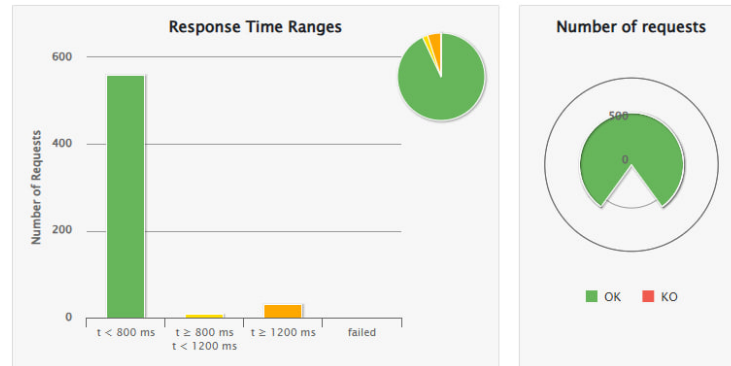 Response Time Ranges
600
400
200
0
Number of Requests
t < 800 ms
t ≥ 800 ms
t < 1200 ms
t ≥ 1200 ms
failed
Number of requests
500
0
OK
KO